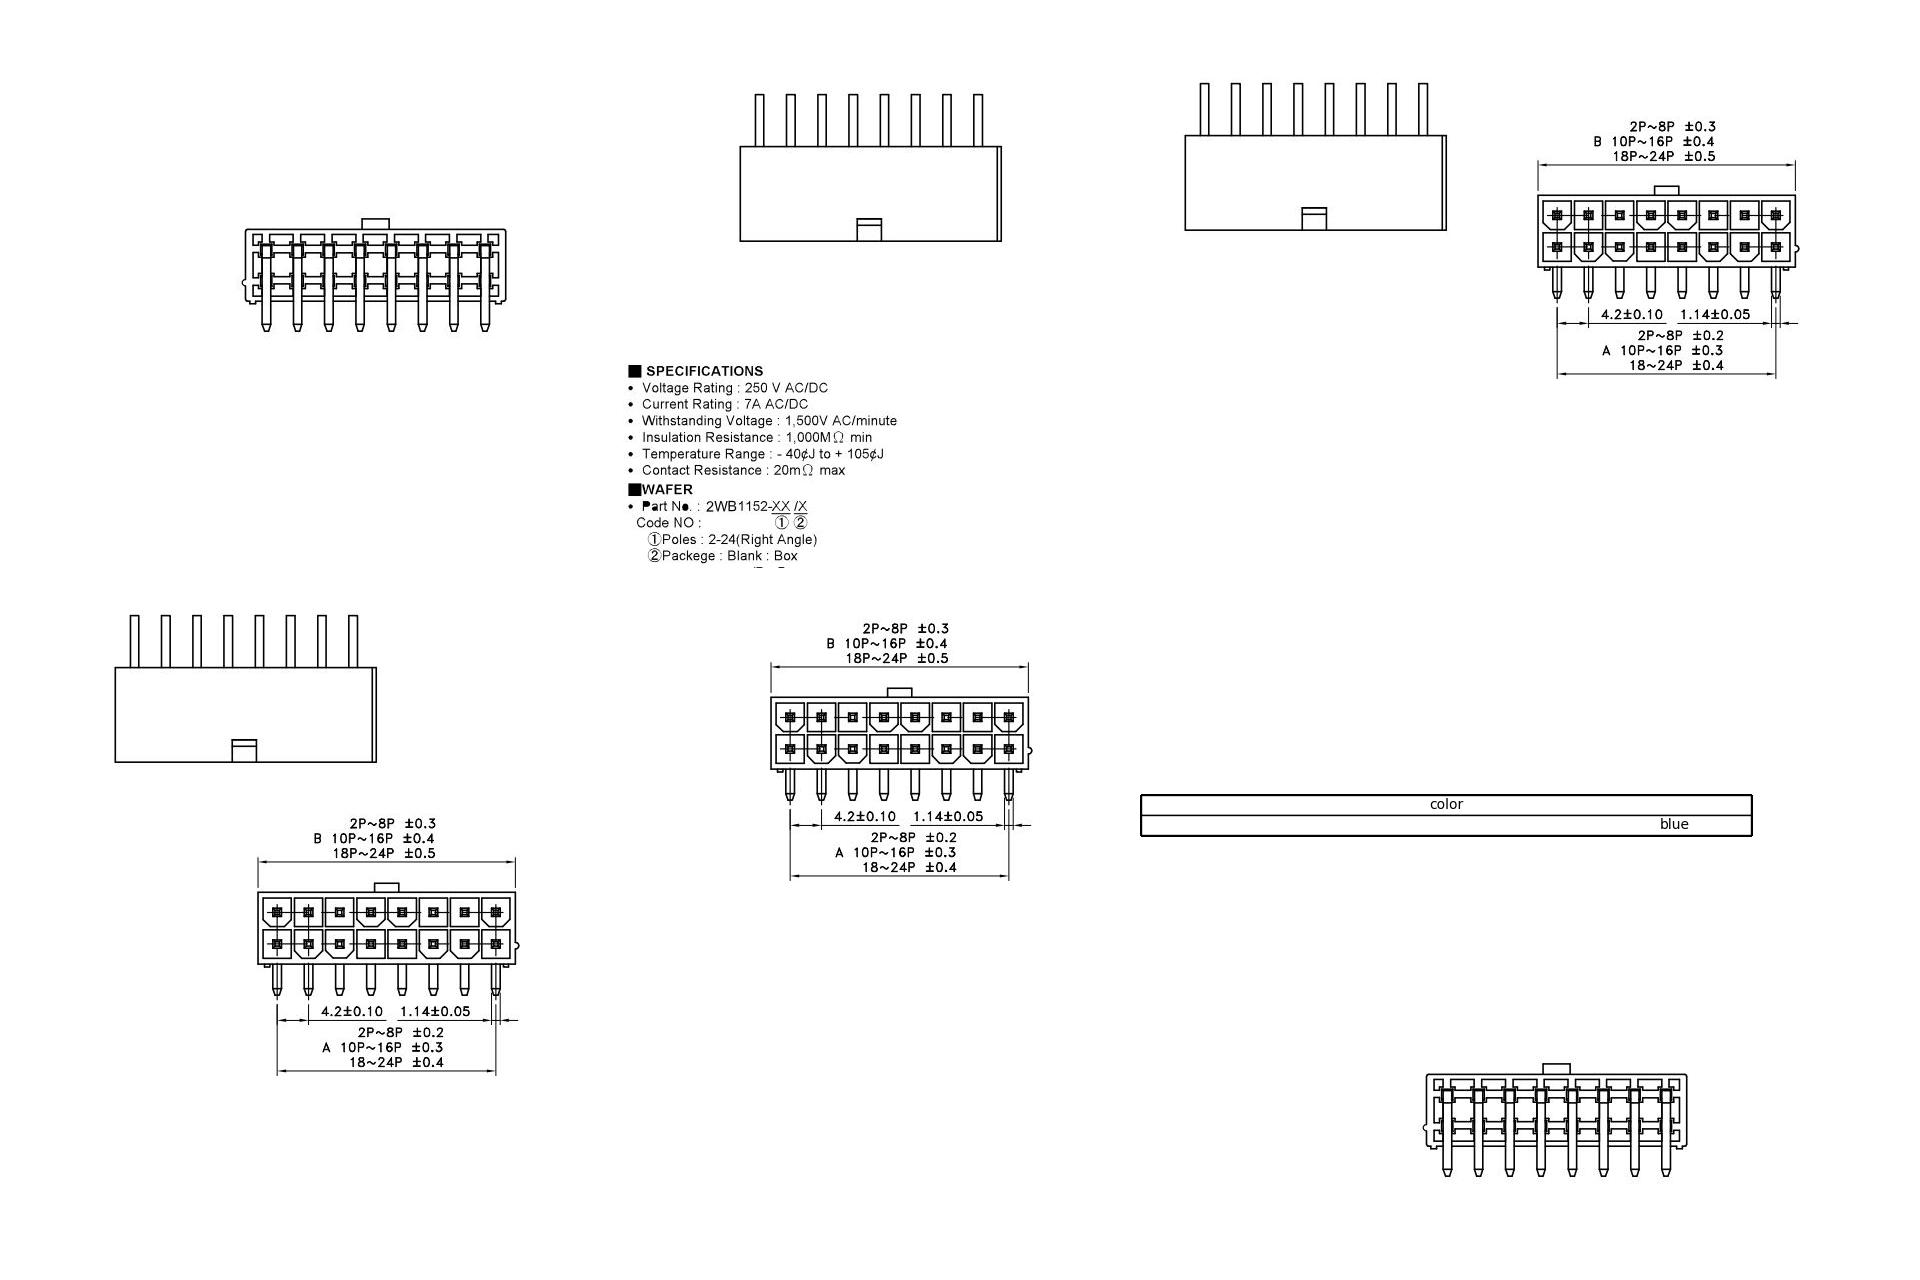 2P~8P ±0.3
B 10P~16P ±0.4
18P~24P ±0.5
4.2±0.10 1.14±0.05
2P~8P ±0.2
A 10P~16P ±0.3
18~24P ±0.4
■ SPECIFICATIONS
• Voltage Rating : 250 V AC/DC
• Current Rating : 7A AC/DC
• Withstanding Voltage : 1,500V AC/minute
• Insulation Resistance : 1,000MΩ min
• Temperature Range : - 40¢J to + 105¢J
• Contact Resistance : 20mΩ max
■WAFER
• Part No. : 2WB1152-XX /X
Code NO : ① ②
①Poles : 2-24(Right Angle)
②Packege : Blank : Box
2P~8P ±0.3
B 10P~16P ±0.4
18P~24P ±0.5
4.2±0.10 1.14±0.05
2P~8P ±0.2
A 10P~16P ±0.3
18~24P ±0.4
color
blue
2P~8P ±0.3
B 10P~16P ±0.4
18P~24P ±0.5
4.2±0.10 1.14±0.05
2P~8P ±0.2
A 10P~16P ±0.3
18~24P ±0.4